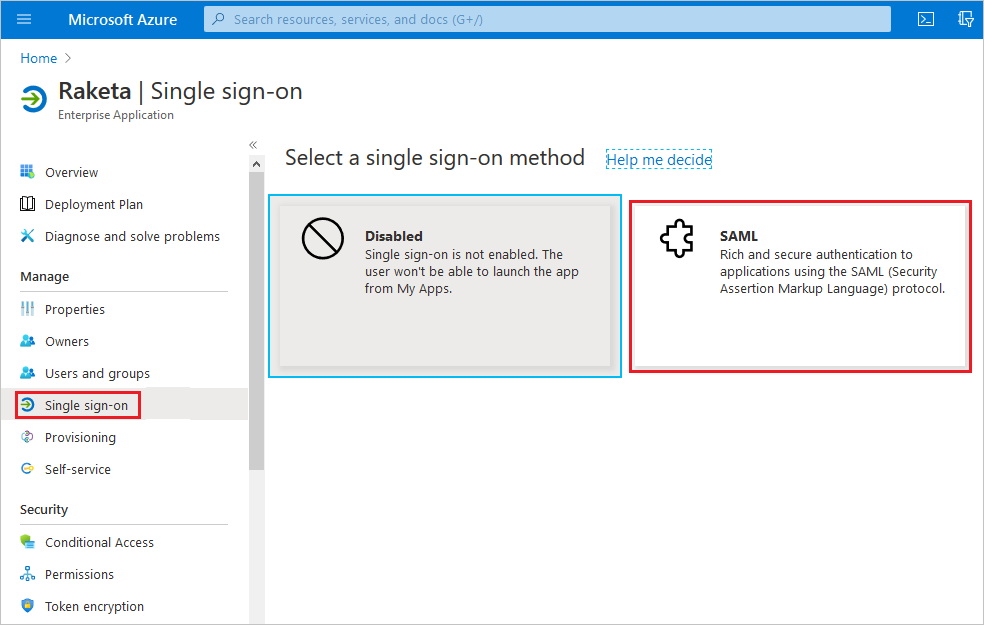 Microsoft Azure
Search resources, services, and docs (G+/)
Home
Raketa | Single sign-on
Enterprise Application
Overview
Deployment Plan
Diagnose and solve problems
Manage
Properties
Owners
Users and groups
Single sign-on
Provisioning
Self-service
Security
Conditional Access
Permissions
Token encryption
Select a single sign-on method
Help me decide
Disabled
Single sign-on is not enabled. The
user won't be able to launch the app
from My Apps.
SAML
Rich and secure authentication to
applications using the SAML (Security
Assertion Markup Language) protocol.